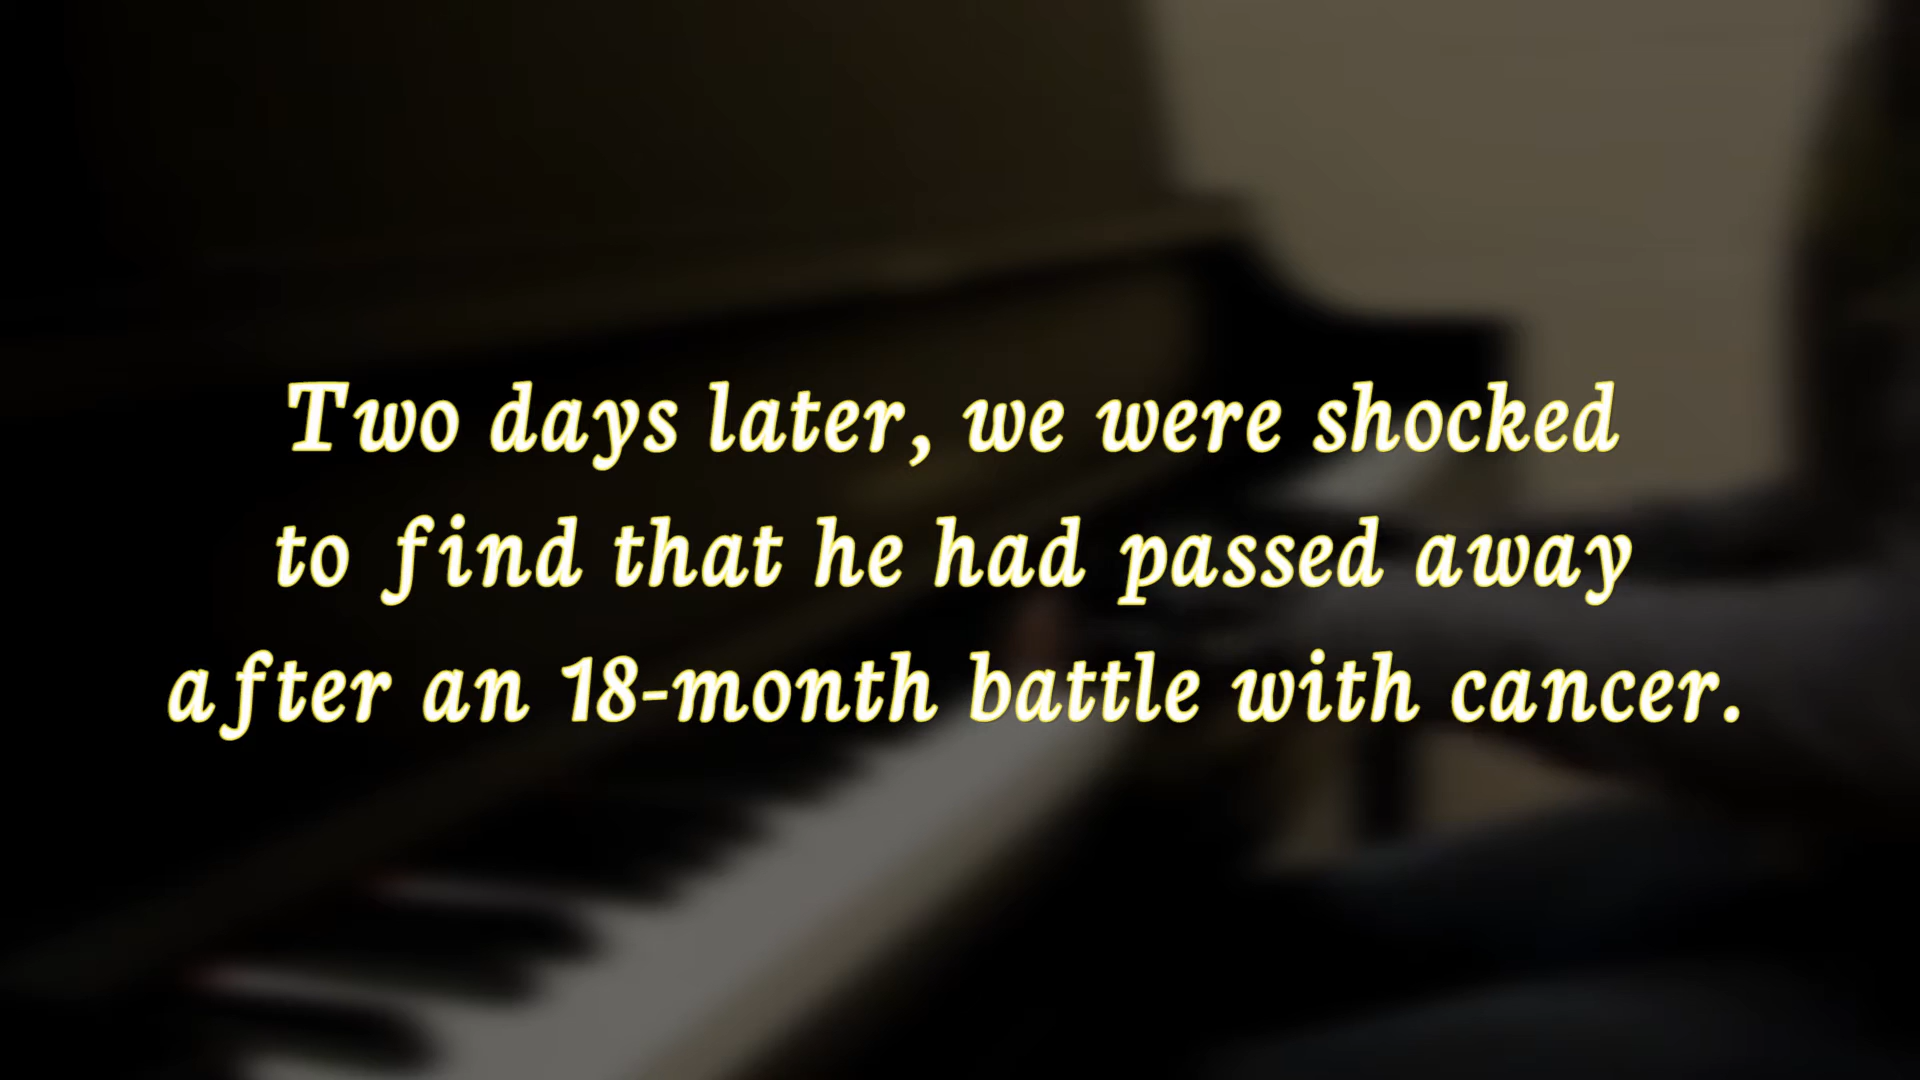 Two days later, we were shocked
to find that he had passed away
after an 18-month battle with cancer.